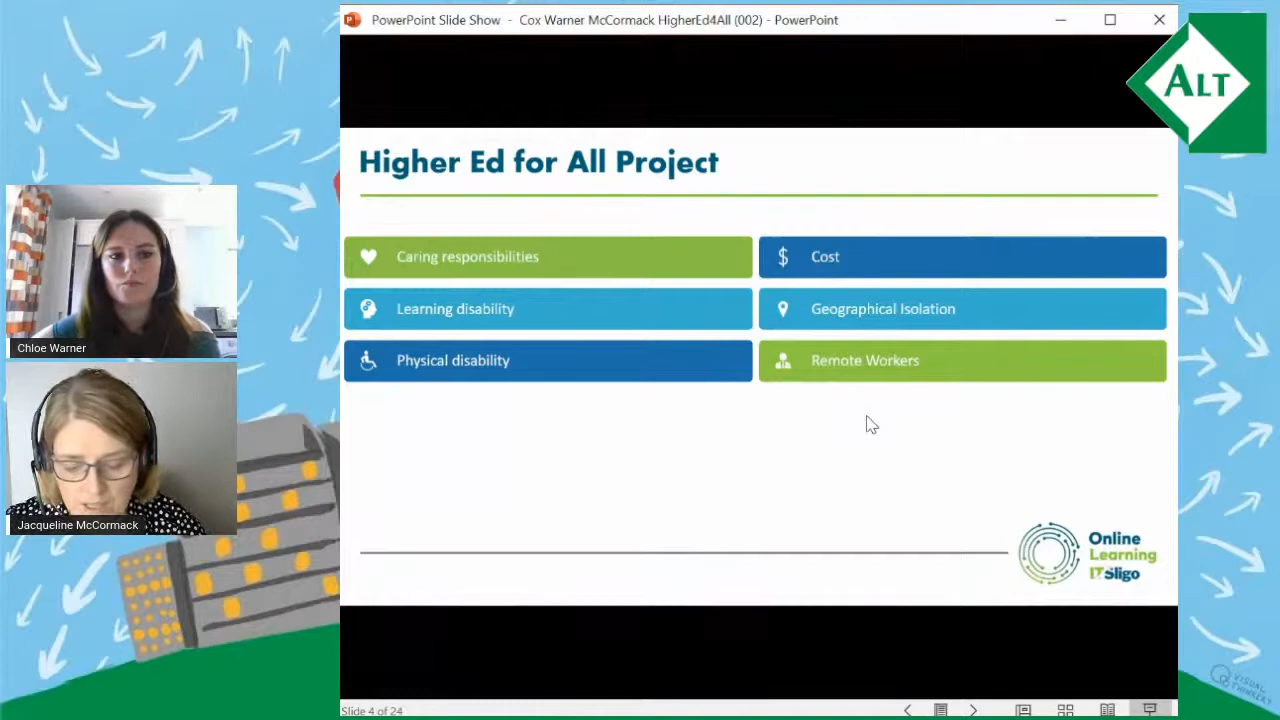 PowerPoint Slide Show - Cox Warner McCormack HigherEd4All (002) - PowerPoint
ALT
Higher Ed for All Project
Caring responsibilities
Cost
Learning disability
Geographical Isolation
Physical disability
Remote Workers
Chloe Warner
Jacqueline McCormack
Online
Learning
IT Sligo
VISUAL
THINKERY
Slide 4 of 24